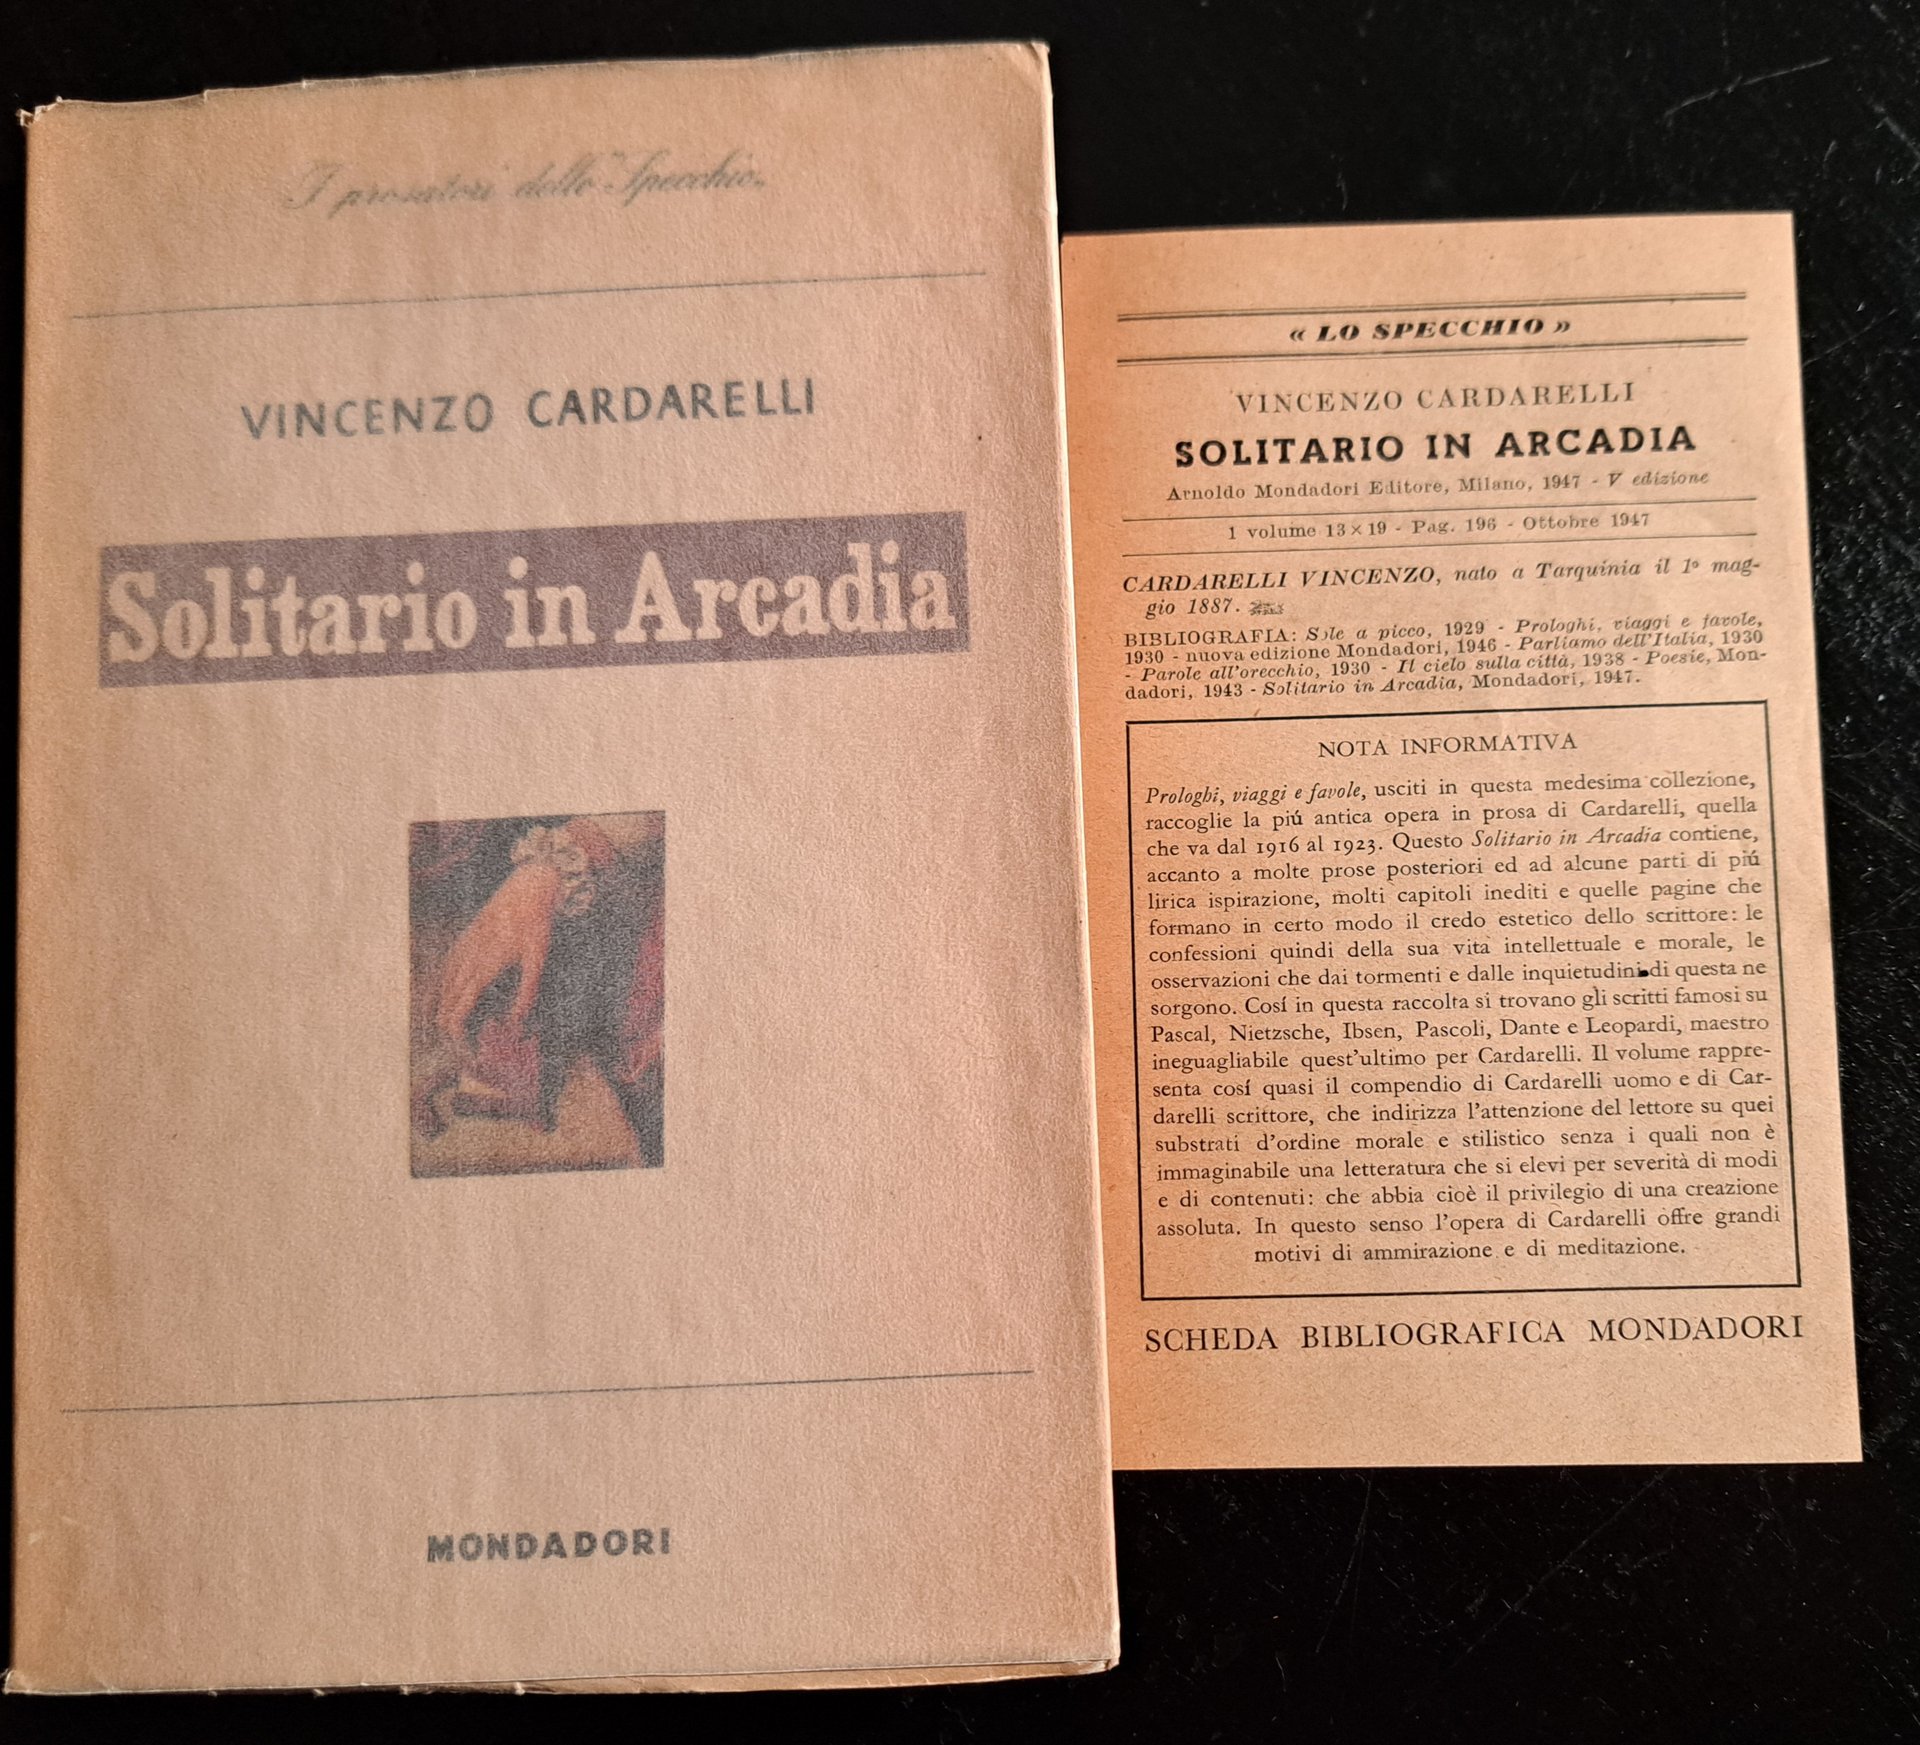 I prosatori dello "Specchio„
VINCENZO CARDARELLI
Solitario in Arcadia
MONDADORI
« LO SPECCHIO »
VINCENZO CARDARELLI
SOLITARIO IN ARCADIA
Arnoldo Mondadori Editore, Milano, 1947 - V edizione
1 volume 13 × 19 - Pag. 196 - Ottobre 1947
CARDARELLI VINCENZO, nato a Tarquinia il 1° mag-
gio 1887.
BIBLIOGRAFIA: Sole a picco, 1929 - Prologhi, viaggi e favole,
1930 - nuova edizione Mondadori, 1946 - Parliamo dell'Italia, 1930
- Parole all'orecchio, 1930 - Il cielo sulla città, 1938 - Poesie, Mon-
dadori, 1943 - Solitario in Arcadia, Mondadori, 1947.
NOTA INFORMATIVA
Prologhi, viaggi e favole, usciti in questa medesima collezione,
raccoglie la piú antica opera in prosa di Cardarelli, quella
che va dal 1916 al 1923. Questo Solitario in Arcadia contiene,
accanto a molte prose posteriori ed ad alcune parti di piú
lirica ispirazione, molti capitoli inediti e quelle pagine che
formano in certo modo il credo estetico dello scrittore: le
confessioni quindi della sua vita intellettuale e morale, le
osservazioni che dai tormenti e dalle inquietudini di questa ne
sorgono. Cosí in questa raccolta si trovano gli scritti famosi su
Pascal, Nietzsche, Ibsen, Pascoli, Dante e Leopardi, maestro
ineguagliabile quest'ultimo per Cardarelli. Il volume rappre-
senta cosí quasi il compendio di Cardarelli uomo e di Car-
darelli scrittore, che indirizza l'attenzione del lettore su quei
substrati d'ordine morale e stilistico senza i quali non è
immaginabile una letteratura che si elevi per severità di modi
e di contenuti: che abbia cioè il privilegio di una creazione
assoluta. In questo senso l'opera di Cardarelli offre grandi
motivi di ammirazione e di meditazione.
SCHEDA BIBLIOGRAFICA MONDADORI